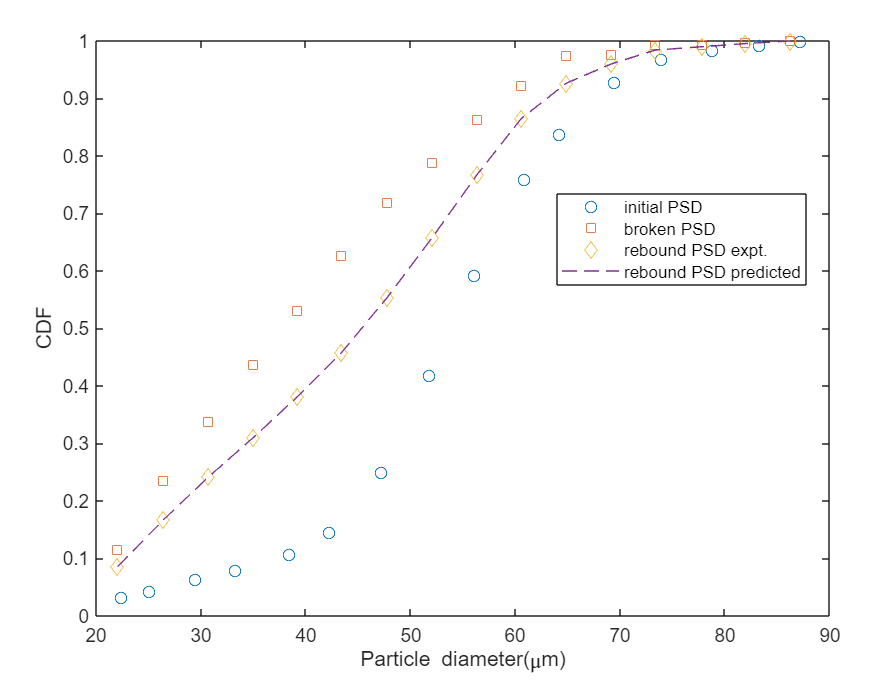 1
0.9
0.8
0.7
0.6
0.5
0.4
0.3
0.2
0.1
0
CDF
initial PSD
broken PSD
rebound PSD expt.
rebound PSD predicted
20 30 40 50 60 70 80 90
Particle diameter(μm)